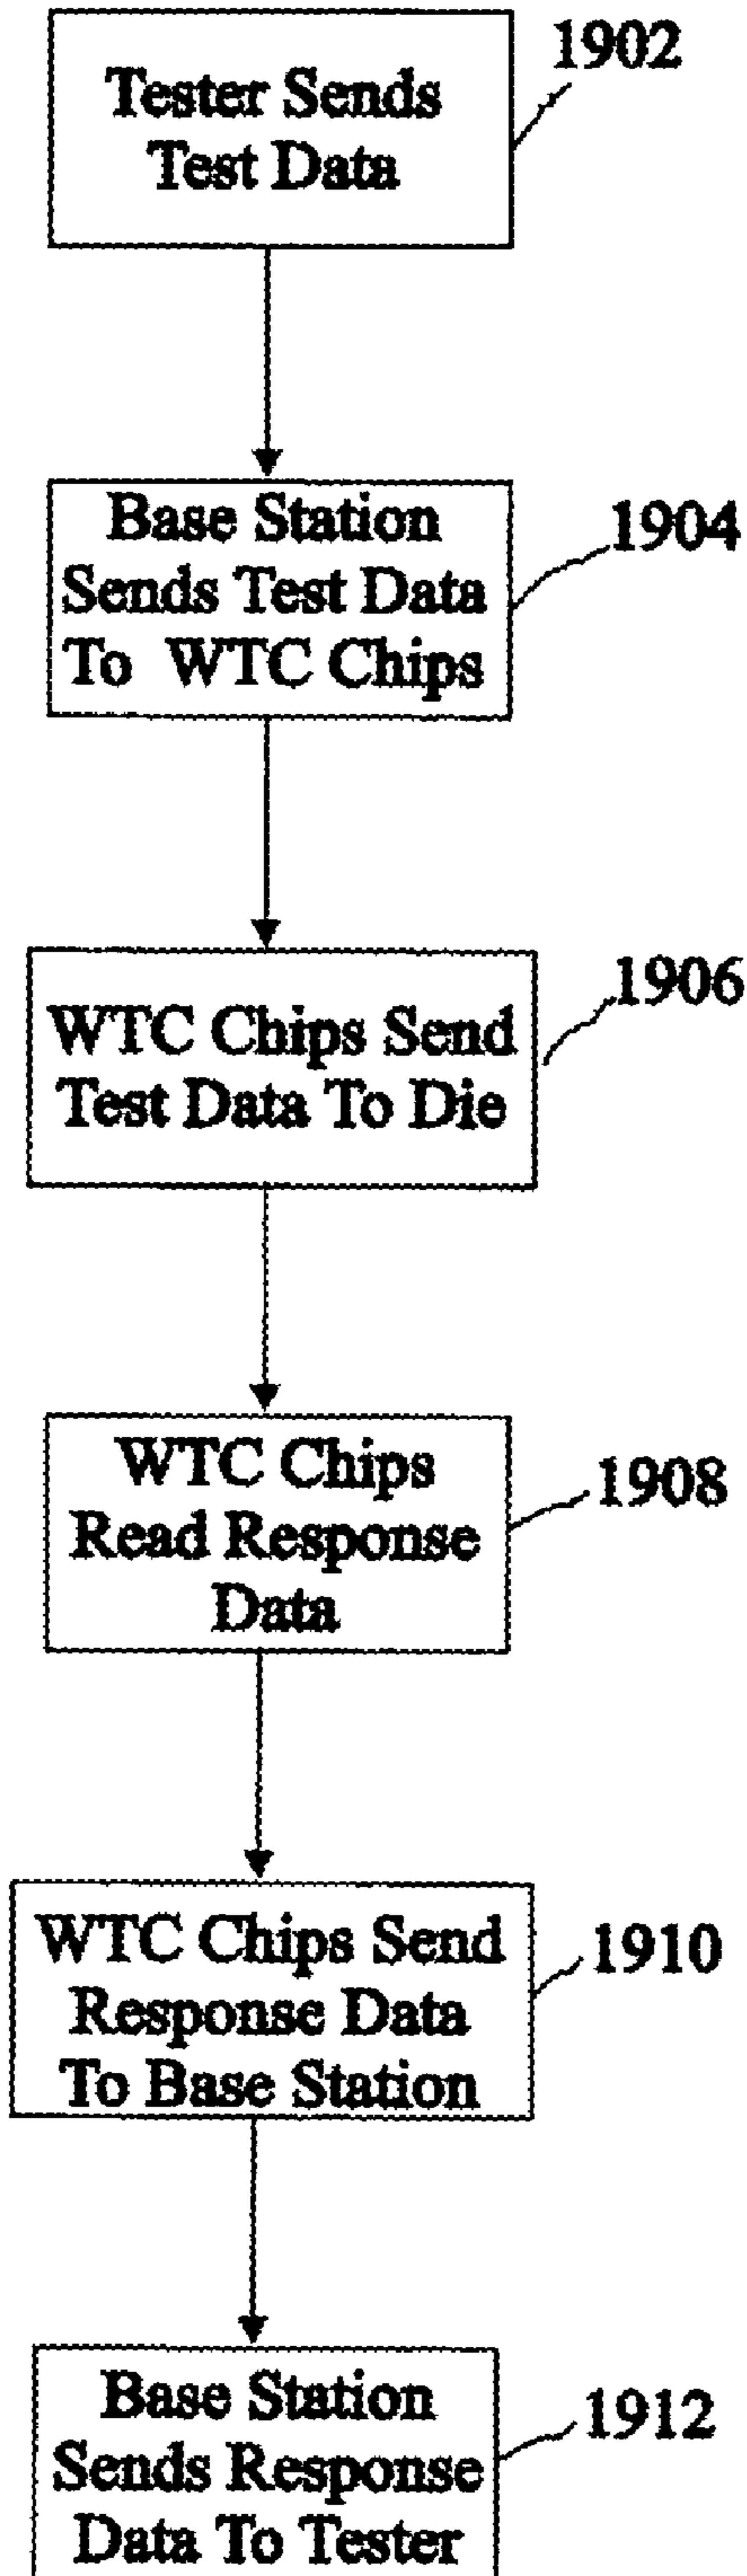 Tester Sends
Test Data
1902
Base Station
Sends Test Data
To WTC Chips
1904
WTC Chips Send
Test Data To Die
1906
WTC Chips
Read Response
Data
1908
WTC Chips Send
Response Data
To Base Station
1910
Base Station
Sends Response
Data To Tester
1912